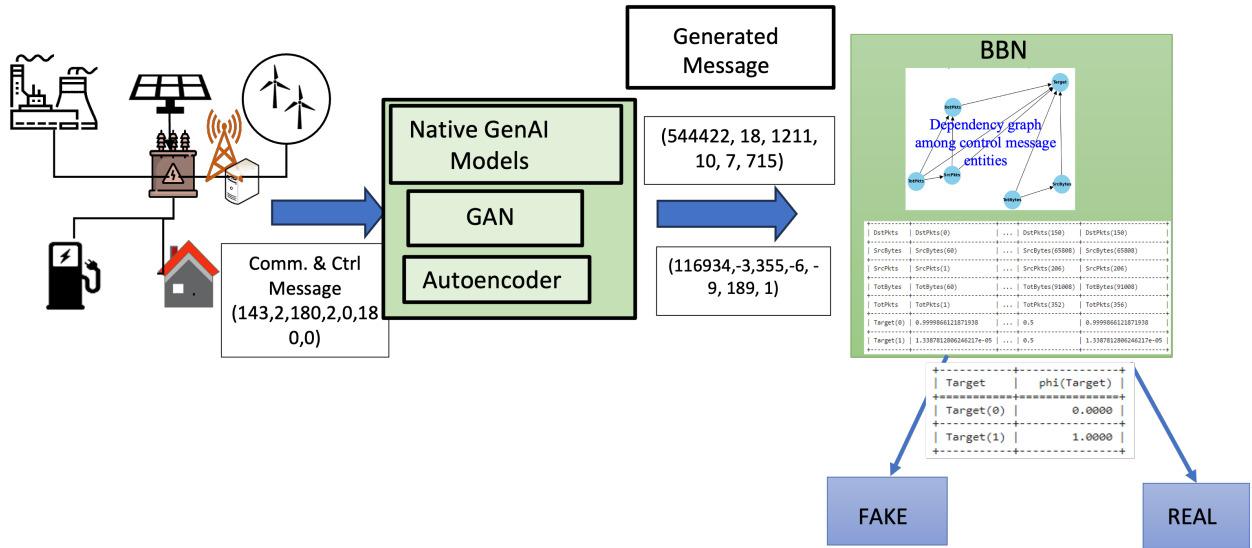 Comm. & Ctrl
Message
(143,2,180,2,0,18
0,0)
Native GenAI
Models
GAN
Autoencoder
Generated
Message
(544422, 18, 1211,
10, 7, 715)
(116934,-3,355,-6, -
9, 189, 1)
BBN
Target
DstPkts
Dependency graph
among control message
entities
TotPkts
SrcPkts
TotBytes
SrcBytes
| DstPkts | DstPkts(0) | ... | DstPkts(150) | DstPkts(150) |
| SrcBytes | SrcBytes(60) | ... | SrcBytes(65808) | SrcBytes(65808) |
| SrcPkts | SrcPkts(1) | ... | SrcPkts(206) | SrcPkts(206) |
| TotBytes | TotBytes(60) | ... | TotBytes(91008) | TotBytes(91008) |
| TotPkts | TotPkts(1) | ... | TotPkts(352) | TotPkts(356) |
| Target(0) | 0.9999866121871938 | ... | 0.5 | 0.9999866121871938 |
| Target(1) | 1.3387812806246217e-05 | ... | 0.5 | 1.3387812806246217e-05 |
| Target | phi(Target) |
| Target(0) | 0.0000 |
| Target(1) | 1.0000 |
FAKE
REAL